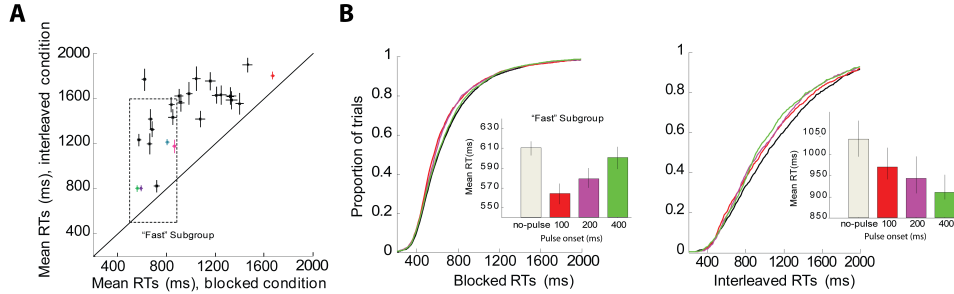 A
Mean RTs (ms), interleaved condition
2000
1600
1200
800
400
"Fast" Subgroup
400 800 1200 1600 2000
Mean RTs (ms), blocked condition
B
Proportion of trials
1
0.8
0.6
0.4
0.2
0
400 800 1200 1600 2000
Blocked RTs (ms)
"Fast" Subgroup
Mean RT(ms)
630
610
590
570
550
no-pulse 100 200 400
Pulse onset (ms)
1
0.8
0.6
0.4
0.2
0
400 800 1200 1600 2000
Interleaved RTs (ms)
Mean RT(ms)
1050
1000
950
900
850
no-pulse 100 200 400
Pulse onset (ms)